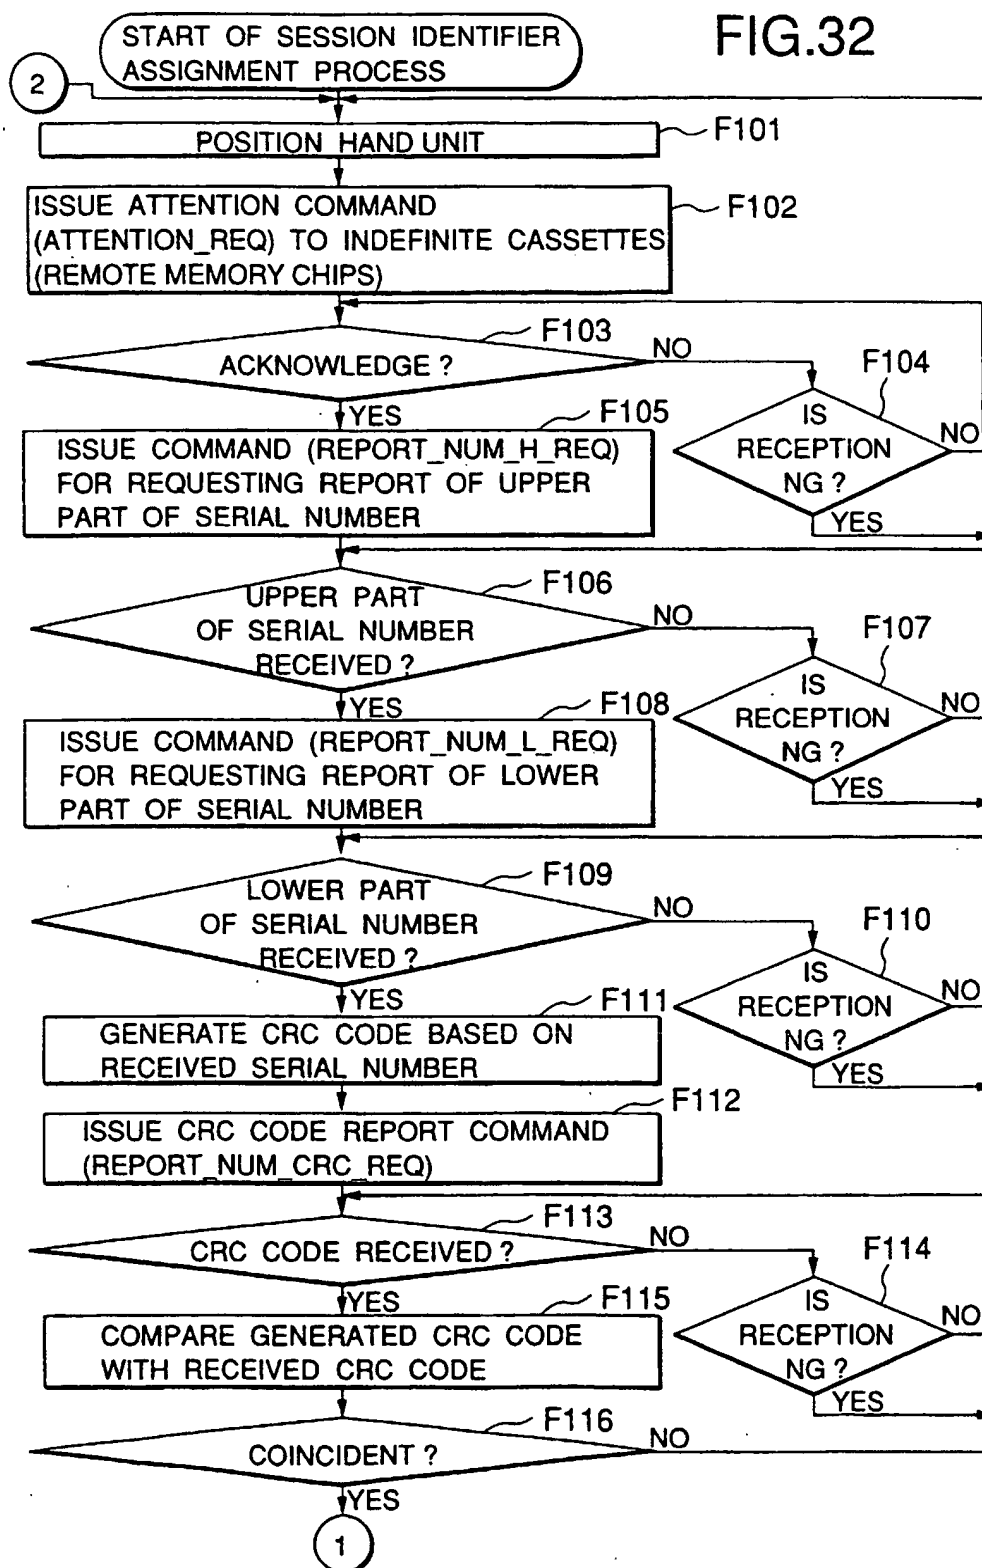 FIG.32
START OF SESSION IDENTIFIER
ASSIGNMENT PROCESS
2
POSITION HAND UNIT
F101
ISSUE ATTENTION COMMAND
(ATTENTION_REQ) TO INDEFINITE CASSETTES
(REMOTE MEMORY CHIPS)
F102
F103
ACKNOWLEDGE ?
NO
YES
F104
IS
RECEPTION
NG ?
NO
YES
F105
ISSUE COMMAND (REPORT_NUM_H_REQ)
FOR REQUESTING REPORT OF UPPER
PART OF SERIAL NUMBER
F106
UPPER PART
OF SERIAL NUMBER
RECEIVED ?
NO
YES
F107
IS
RECEPTION
NG ?
NO
YES
F108
ISSUE COMMAND (REPORT_NUM_L_REQ)
FOR REQUESTING REPORT OF LOWER
PART OF SERIAL NUMBER
F109
LOWER PART
OF SERIAL NUMBER
RECEIVED ?
NO
YES
F110
IS
RECEPTION
NG ?
NO
YES
F111
GENERATE CRC CODE BASED ON
RECEIVED SERIAL NUMBER
F112
ISSUE CRC CODE REPORT COMMAND
(REPORT_NUM_CRC_REQ)
F113
CRC CODE RECEIVED ?
NO
YES
F114
IS
RECEPTION
NG ?
NO
YES
F115
COMPARE GENERATED CRC CODE
WITH RECEIVED CRC CODE
F116
COINCIDENT ?
NO
YES
1